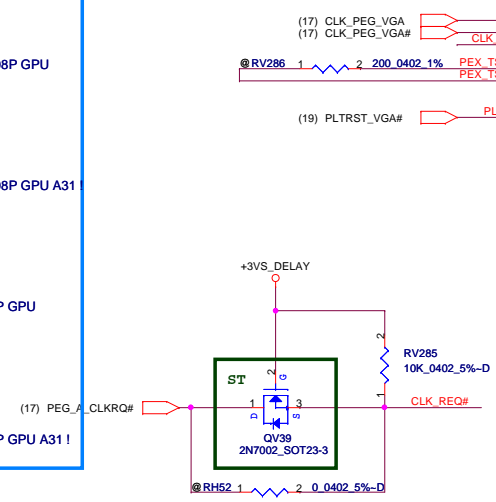 (17) CLK_PEG_VGA
(17) CLK_PEG_VGA#
CLK_
8P GPU
@RV286 1 2 200_0402_1% PEX_TS
PEX_TS
(19) PLTRST_VGA# PL
8P GPU A31 !
+3VS_DELAY
P GPU
2
RV285
10K_0402_5%~D
1
ST
2
G
(17) PEG_A_CLKRQ# 1 3 CLK_REQ#
D S
QV39
2N7002_SOT23-3
P GPU A31 !
@RH52 1 2 0_0402_5%~D